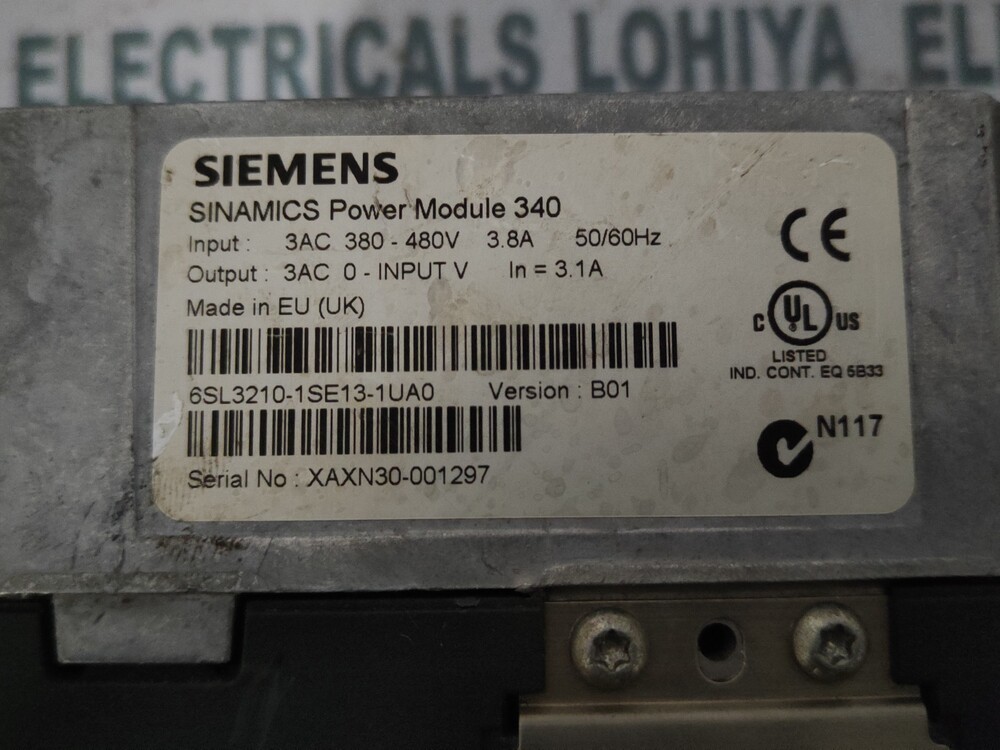 ELECTRICALS LOHIYA EL
SIEMENS
SINAMICS Power Module 340
Input : 3AC 380 - 480V 3.8A 50/60Hz
Output : 3AC 0 - INPUT V In = 3.1A
Made in EU (UK)
6SL3210-1SE13-1UA0 Version : B01
Serial No : XAXN30-001297
CE
C UL US
LISTED
IND. CONT. EQ 5B33
N117